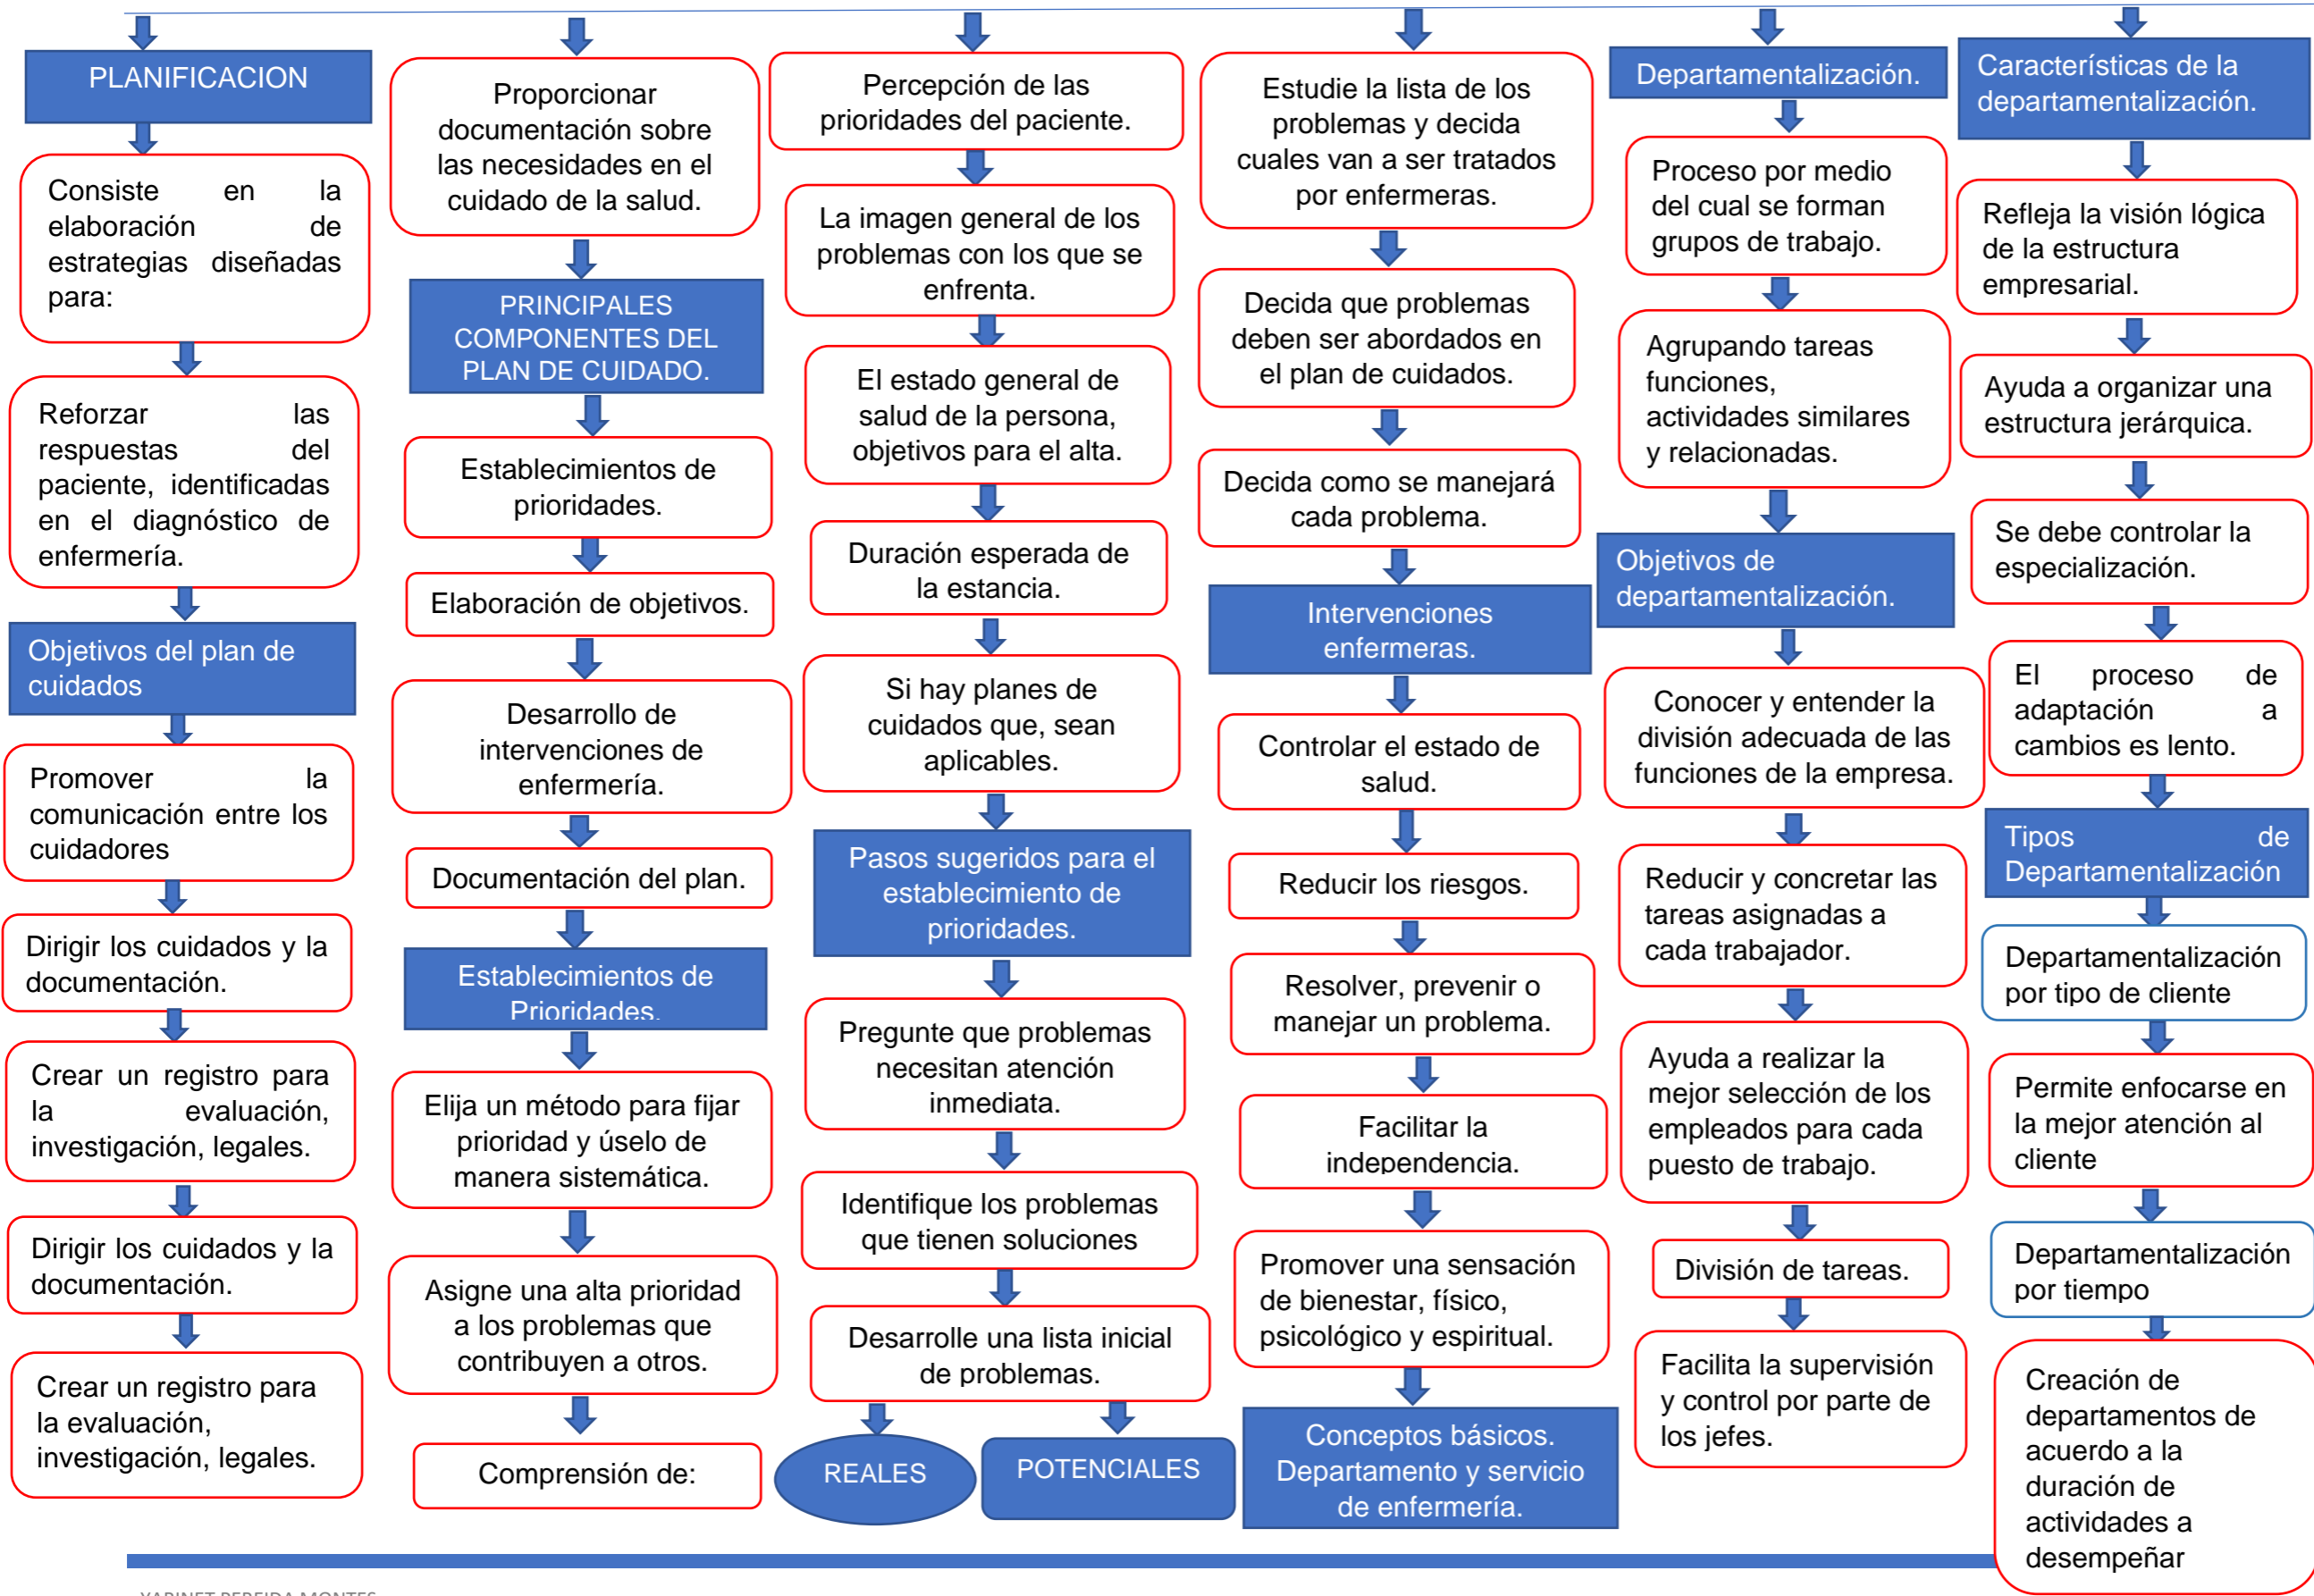 PLANIFICACION
Consiste en la
elaboración de
estrategias diseñadas
para:
Reforzar las
respuestas del
paciente, identificadas
en el diagnóstico de
enfermería.
Objetivos del plan de
cuidados
Promover la
comunicación entre los
cuidadores
Dirigir los cuidados y la
documentación.
Crear un registro para
la evaluación,
investigación, legales.
Dirigir los cuidados y la
documentación.
Crear un registro para
la evaluación,
investigación, legales.
Proporcionar
documentación sobre
las necesidades en el
cuidado de la salud.
PRINCIPALES
COMPONENTES DEL
PLAN DE CUIDADO.
Establecimientos de
prioridades.
Elaboración de objetivos.
Desarrollo de
intervenciones de
enfermería.
Documentación del plan.
Establecimientos de
Prioridades.
Elija un método para fijar
prioridad y úselo de
manera sistemática.
Asigne una alta prioridad
a los problemas que
contribuyen a otros.
Comprensión de:
Percepción de las
prioridades del paciente.
La imagen general de los
problemas con los que se
enfrenta.
El estado general de
salud de la persona,
objetivos para el alta.
Duración esperada de
la estancia.
Si hay planes de
cuidados que, sean
aplicables.
Pasos sugeridos para el
establecimiento de
prioridades.
Pregunte que problemas
necesitan atención
inmediata.
Identifique los problemas
que tienen soluciones
Desarrolle una lista inicial
de problemas.
REALES
POTENCIALES
Estudie la lista de los
problemas y decida
cuales van a ser tratados
por enfermeras.
Decida que problemas
deben ser abordados en
el plan de cuidados.
Decida como se manejará
cada problema.
Intervenciones
enfermeras.
Controlar el estado de
salud.
Reducir los riesgos.
Resolver, prevenir o
manejar un problema.
Facilitar la
independencia.
Promover una sensación
de bienestar, físico,
psicológico y espiritual.
Conceptos básicos.
Departamento y servicio
de enfermería.
Departamentalización.
Proceso por medio
del cual se forman
grupos de trabajo.
Agrupando tareas
funciones,
actividades similares
y relacionadas.
Objetivos de
departamentalización.
Conocer y entender la
división adecuada de las
funciones de la empresa.
Reducir y concretar las
tareas asignadas a
cada trabajador.
Ayuda a realizar la
mejor selección de los
empleados para cada
puesto de trabajo.
División de tareas.
Facilita la supervisión
y control por parte de
los jefes.
Características de la
departamentalización.
Refleja la visión lógica
de la estructura
empresarial.
Ayuda a organizar una
estructura jerárquica.
Se debe controlar la
especialización.
El proceso de
adaptación a
cambios es lento.
Tipos de
Departamentalización
Departamentalización
por tipo de cliente
Permite enfocarse en
la mejor atención al
cliente
Departamentalización
por tiempo
Creación de
departamentos de
acuerdo a la
duración de
actividades a
desempeñar
YARINET PEREIDA MONTES